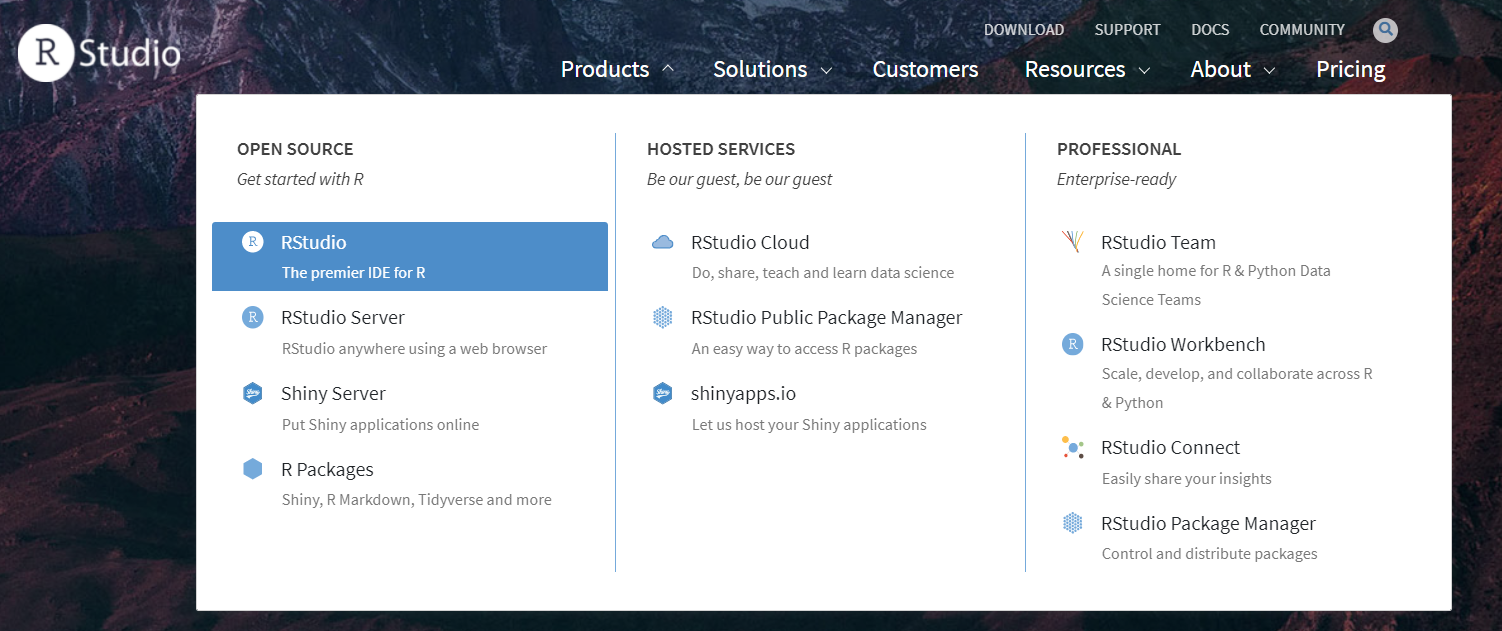 R Studio
DOWNLOAD SUPPORT DOCS COMMUNITY
Products Solutions Customers Resources About Pricing
OPEN SOURCE
Get started with R
R RStudio
The premier IDE for R
R RStudio Server
RStudio anywhere using a web browser
Shiny Shiny Server
Put Shiny applications online
R Packages
Shiny, R Markdown, Tidyverse and more
HOSTED SERVICES
Be our guest, be our guest
RStudio Cloud
Do, share, teach and learn data science
RStudio Public Package Manager
An easy way to access R packages
Shiny shinyapps.io
Let us host your Shiny applications
PROFESSIONAL
Enterprise-ready
RStudio Team
A single home for R & Python Data
Science Teams
R RStudio Workbench
Scale, develop, and collaborate across R
& Python
RStudio Connect
Easily share your insights
RStudio Package Manager
Control and distribute packages